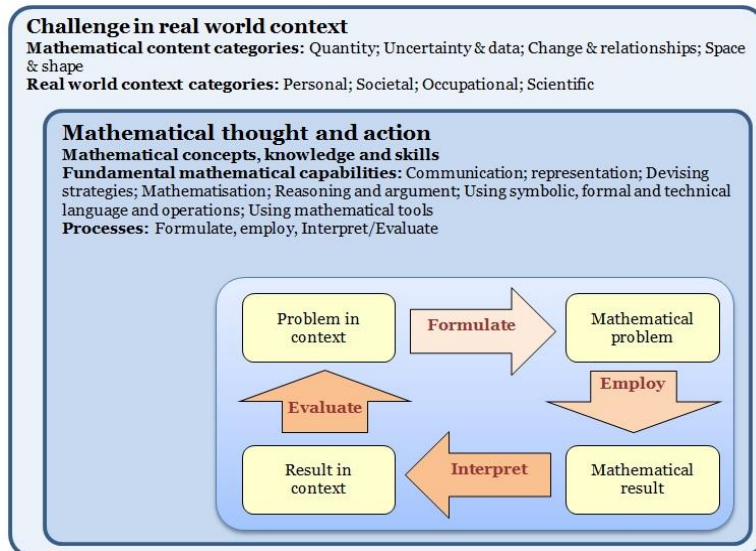 Challenge in real world context
Mathematical content categories: Quantity; Uncertainty & data; Change & relationships; Space
& shape
Real world context categories: Personal; Societal; Occupational; Scientific
Mathematical thought and action
Mathematical concepts, knowledge and skills
Fundamental mathematical capabilities: Communication; representation; Devising
strategies; Mathematisation; Reasoning and argument; Using symbolic, formal and technical
language and operations; Using mathematical tools
Processes: Formulate, employ, Interpret/Evaluate
Problem in
context
Formulate
Mathematical
problem
Employ
Evaluate
Result in
context
Interpret
Mathematical
result